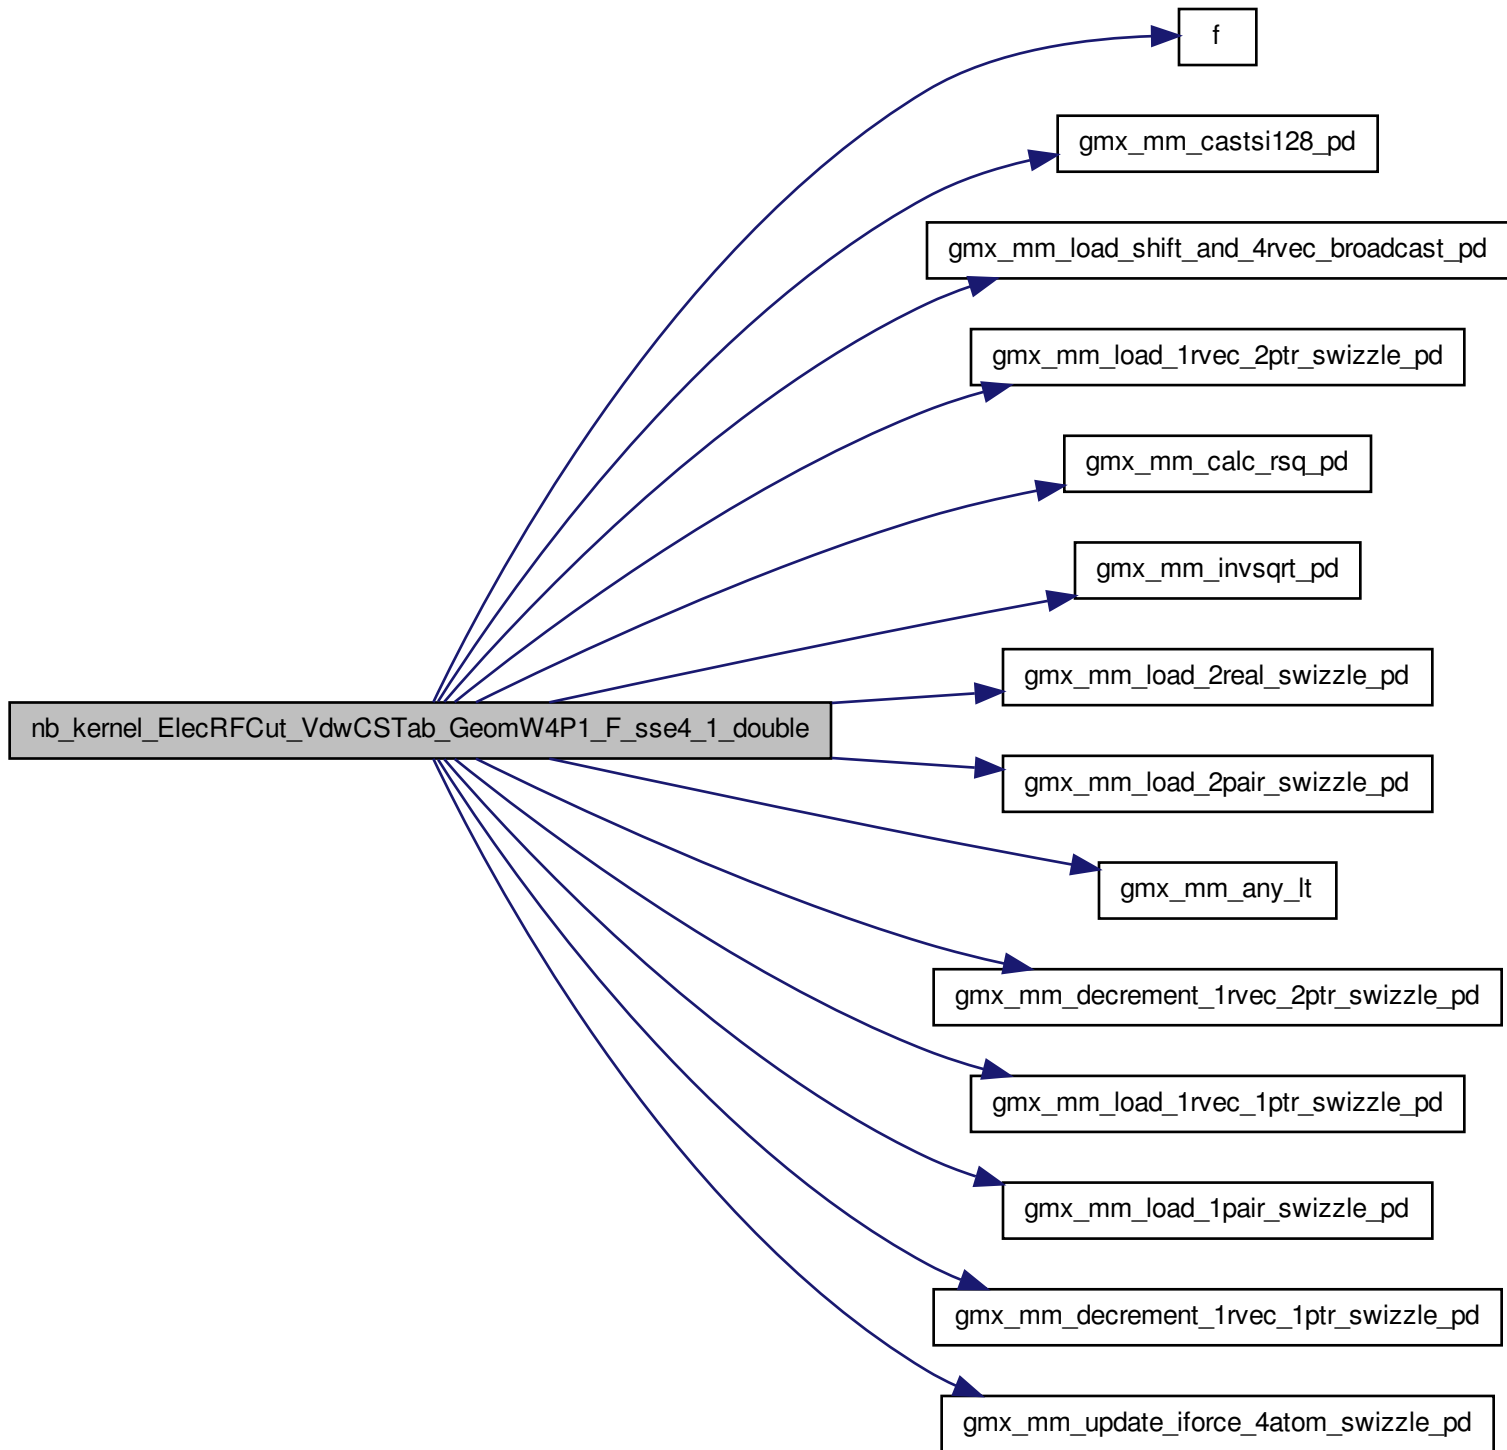 f
gmx_mm_castsi128_pd
gmx_mm_load_shift_and_4rvec_broadcast_pd
gmx_mm_load_1rvec_2ptr_swizzle_pd
gmx_mm_calc_rsq_pd
gmx_mm_invsqrt_pd
gmx_mm_load_2real_swizzle_pd
nb_kernel_ElecRFCut_VdwCSTab_GeomW4P1_F_sse4_1_double
gmx_mm_load_2pair_swizzle_pd
gmx_mm_any_lt
gmx_mm_decrement_1rvec_2ptr_swizzle_pd
gmx_mm_load_1rvec_1ptr_swizzle_pd
gmx_mm_load_1pair_swizzle_pd
gmx_mm_decrement_1rvec_1ptr_swizzle_pd
gmx_mm_update_iforce_4atom_swizzle_pd